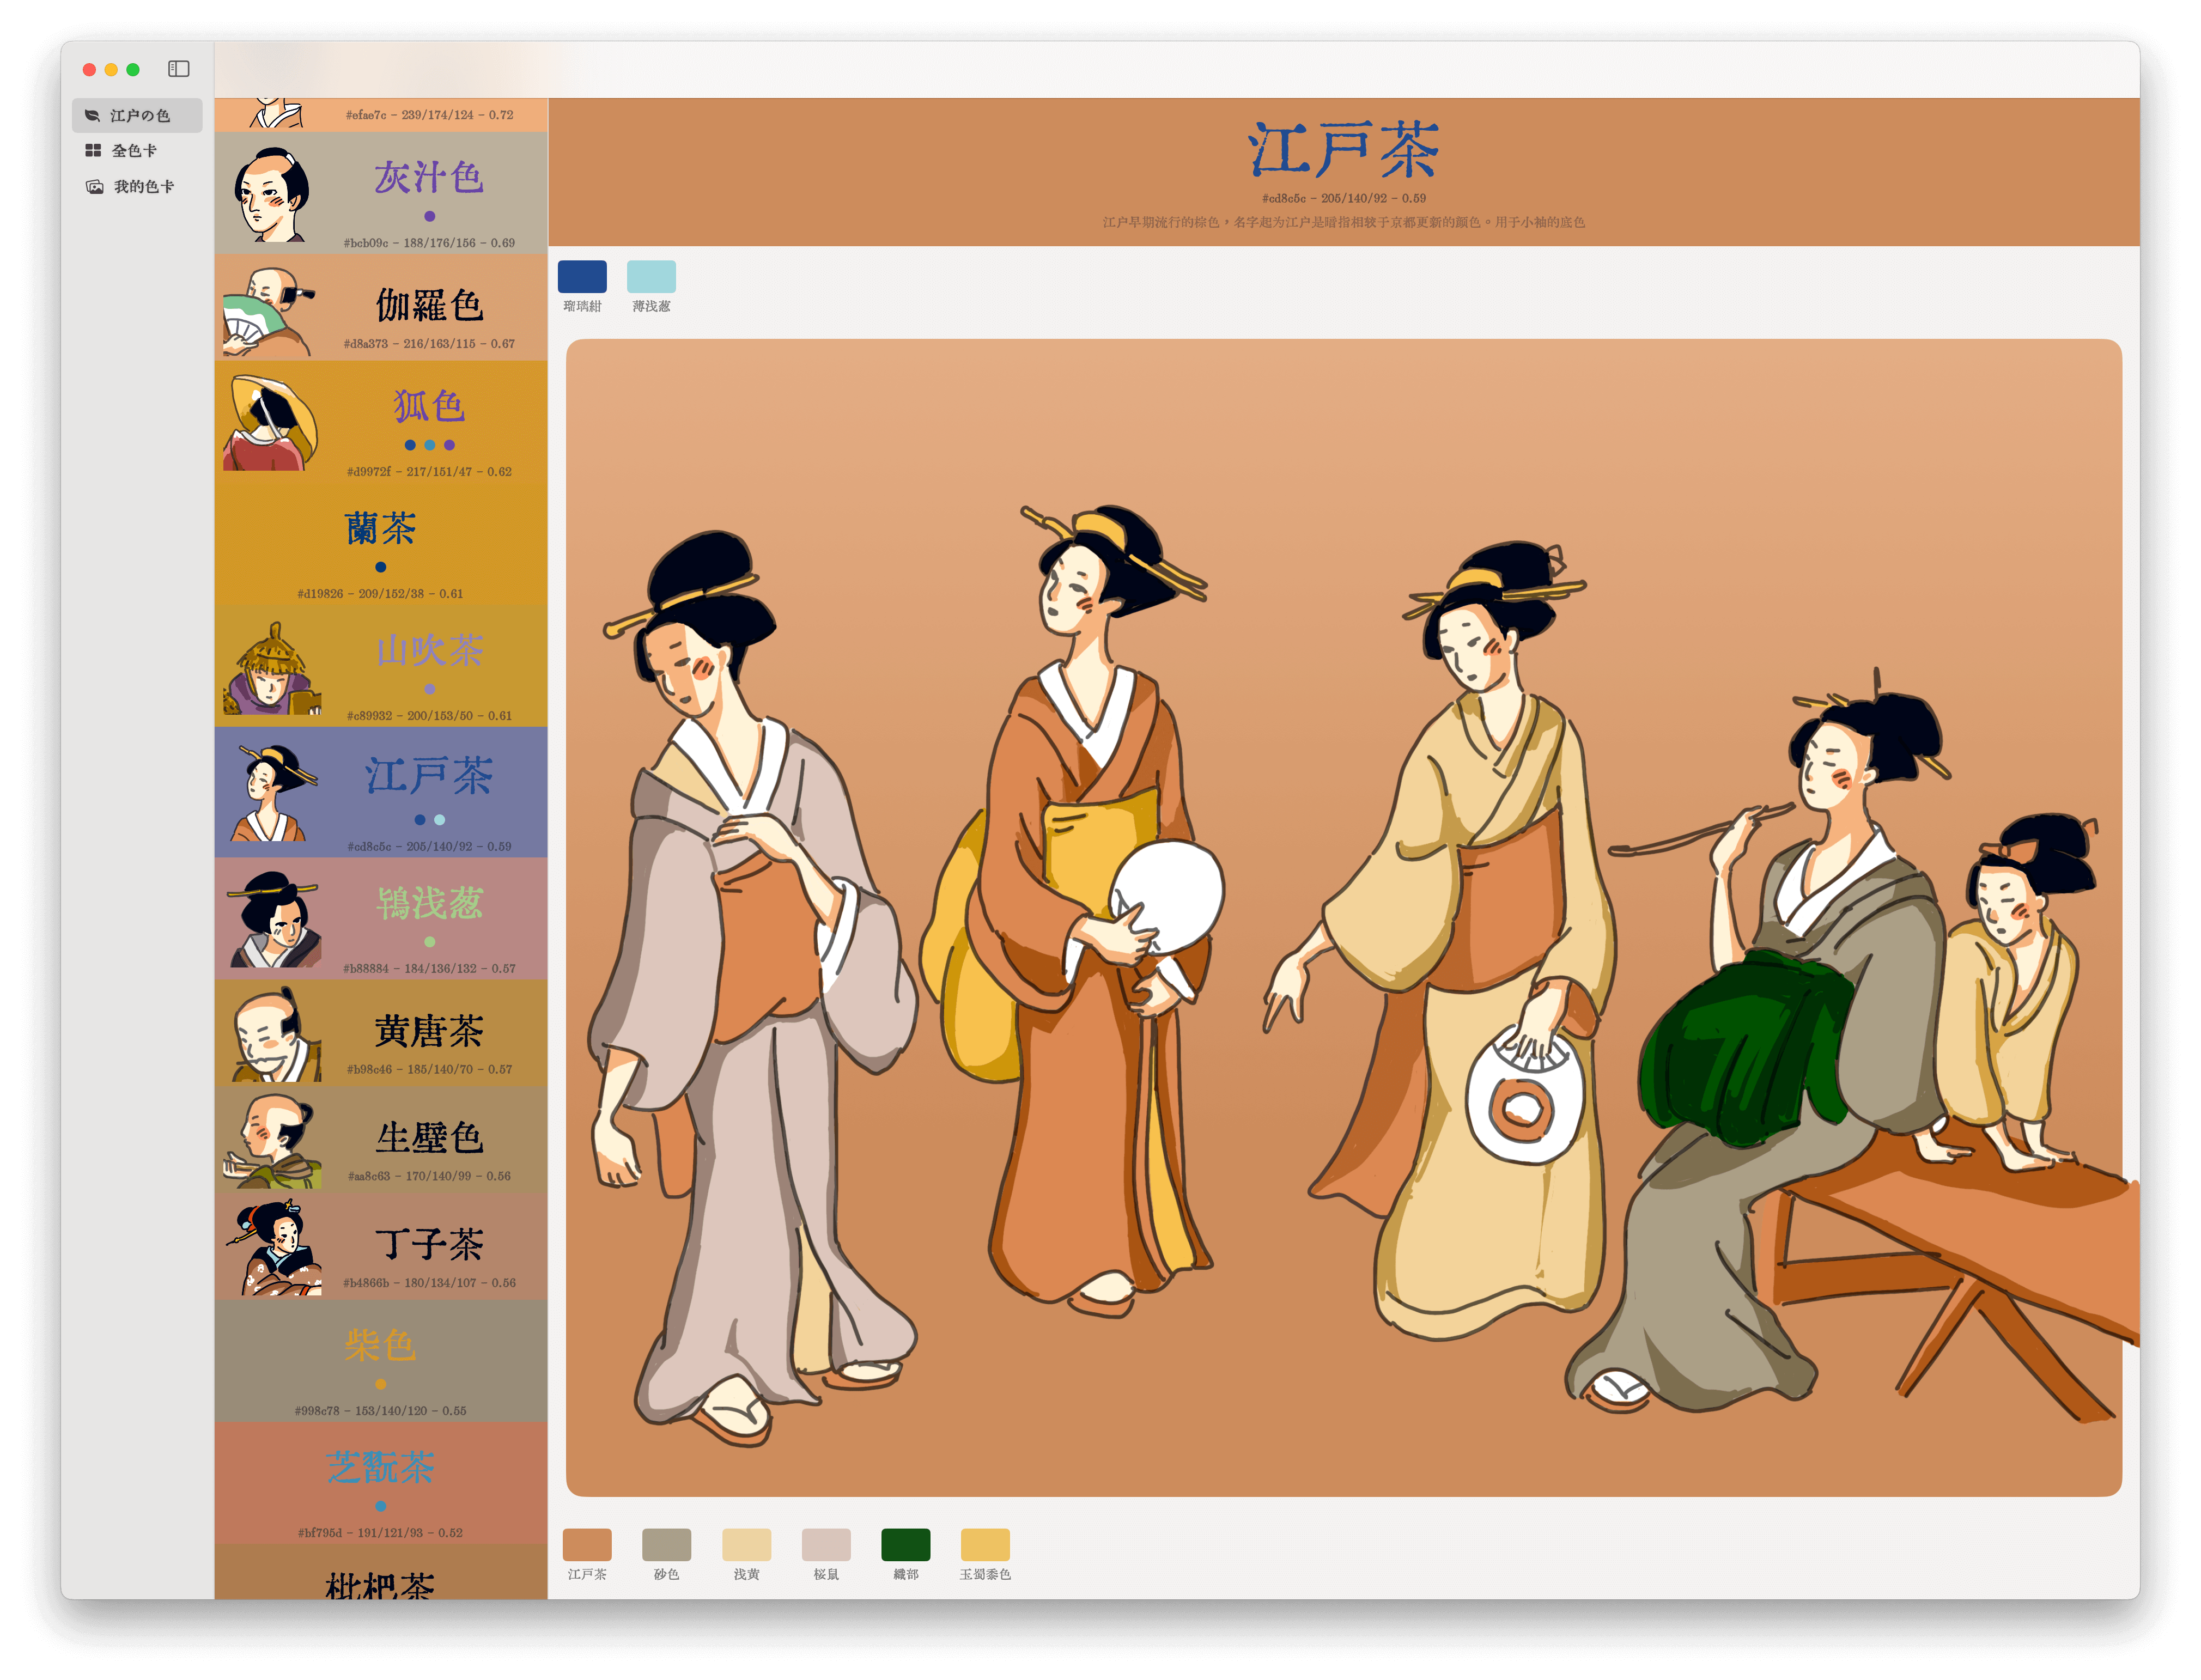 江户の色
全色卡
我的色卡
#efae7c – 239/174/124 – 0.72
灰汁色
#bcb09c – 188/176/156 – 0.69
伽羅色
#d8a373 – 216/163/115 – 0.67
狐色
#d9972f – 217/151/47 – 0.62
蘭茶
#d19826 – 209/152/38 – 0.61
山吹茶
#c89932 – 200/153/50 – 0.61
江戸茶
#cd8c5c – 205/140/92 – 0.59
鴇浅葱
#b88884 – 184/136/132 – 0.57
黄唐茶
#b98c46 – 185/140/70 – 0.57
生壁色
#aa8c63 – 170/140/99 – 0.56
丁子茶
#b4866b – 180/134/107 – 0.56
柴色
#998c78 – 153/140/120 – 0.55
芝翫茶
#bf795d – 191/121/93 – 0.52
枇杷茶
江戸茶
#cd8c5c – 205/140/92 – 0.59
江户早期流行的棕色，名字起为江户是暗指相较于京都更新的颜色。用于小袖的底色
瑠璃紺
薄浅葱
江戸茶
砂色
浅黄
桜鼠
織部
玉蜀黍色